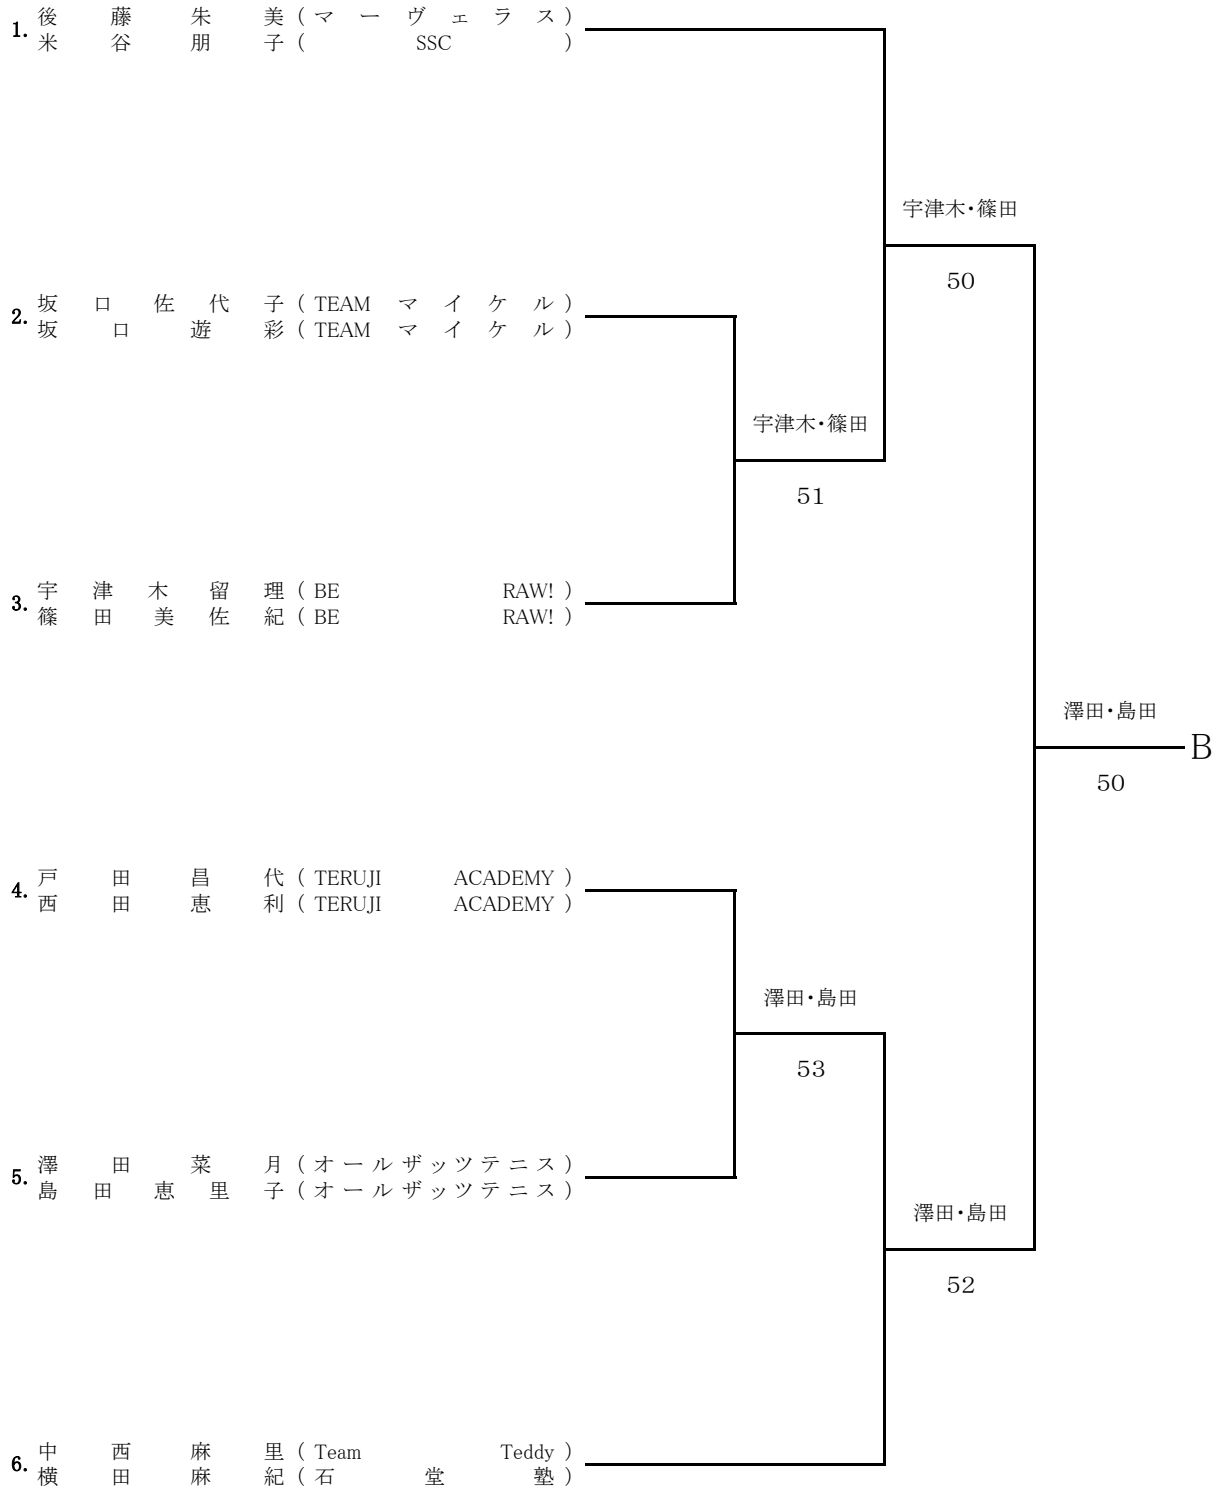 1. 後藤朱美(マーヴェラス)
米谷朋子(SSC)
宇津木・篠田
50
2. 坂口佐代子(TEAM マイケル)
坂口遊彩(TEAM マイケル)
宇津木・篠田
51
3. 宇津木留理(BE RAW!)
篠田美佐紀(BE RAW!)
澤田・島田
B
50
4. 戸田昌代(TERUJI ACADEMY)
西田恵利(TERUJI ACADEMY)
澤田・島田
53
5. 澤田菜月(オールザッツテニス)
島田恵里子(オールザッツテニス)
澤田・島田
52
6. 中西麻里(Team Teddy)
横田麻紀(石堂塾)